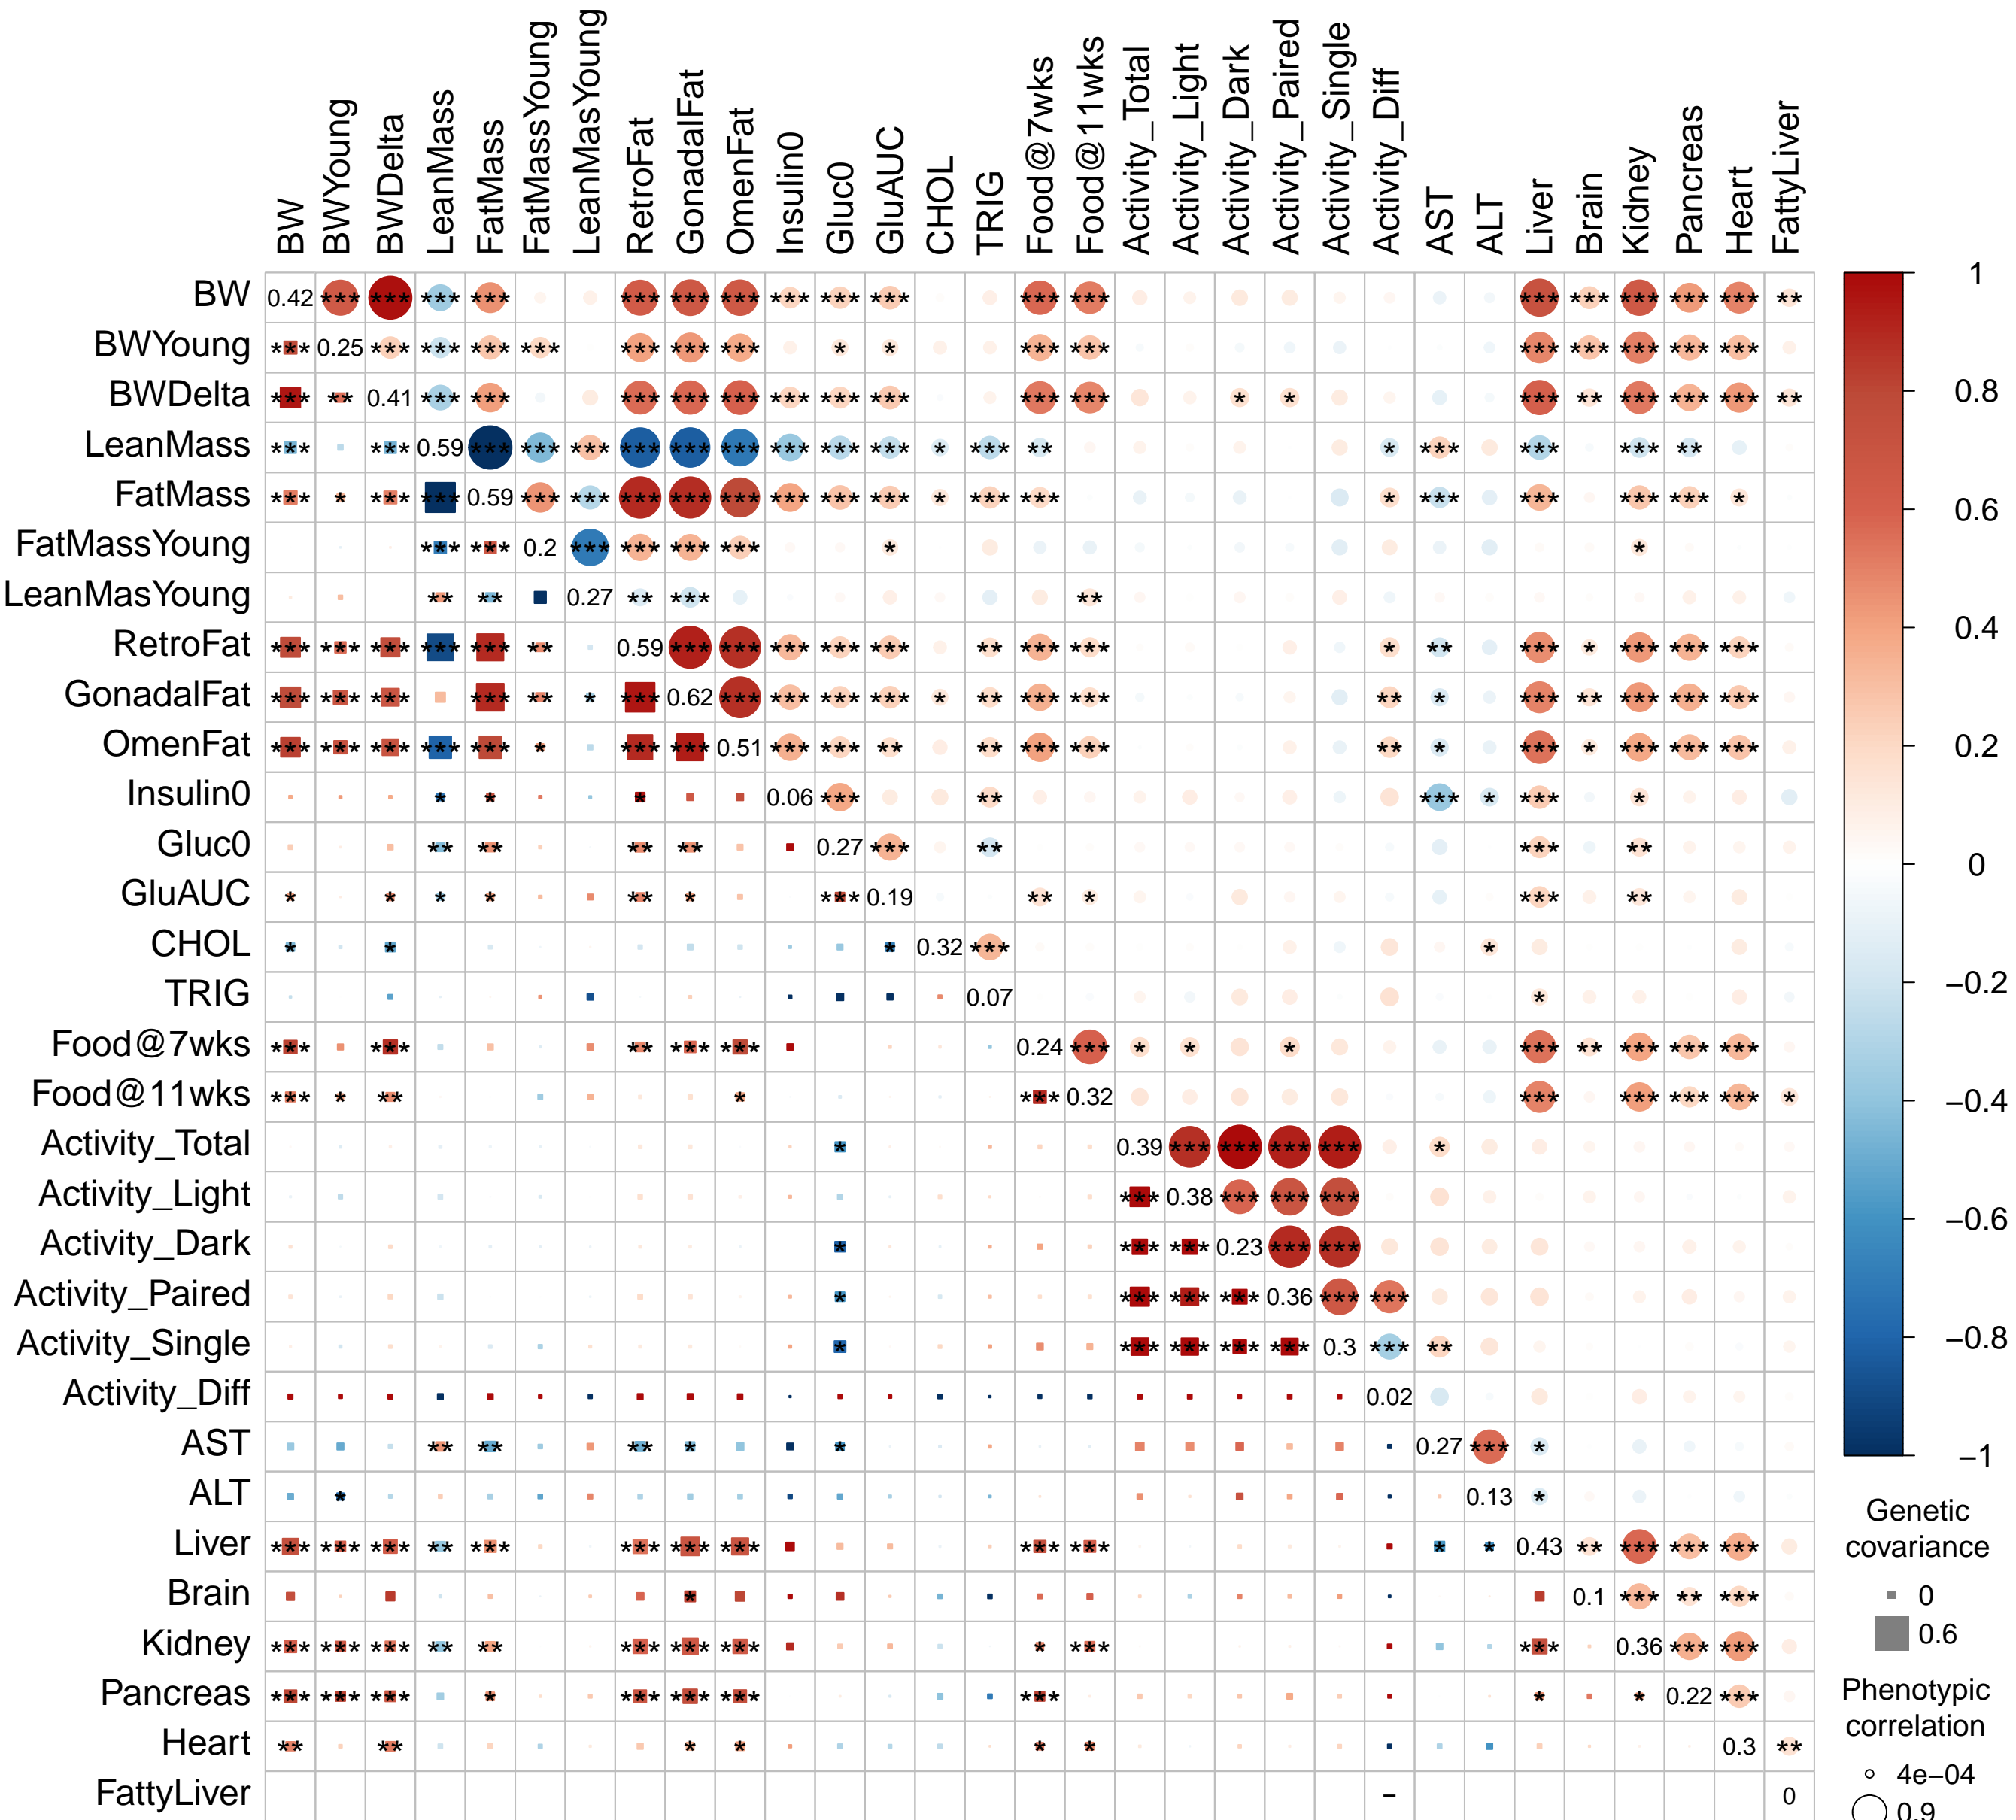 BW BWYoung BWDelta LeanMass FatMass FatMassYoung LeanMasYoung RetroFat GonadalFat OmenFat Insulin0 Gluc0 GluAUC CHOL TRIG Food@7wks Food@11wks Activity_Total Activity_Light Activity_Dark Activity_Paired Activity_Single Activity_Diff AST ALT Liver Brain Kidney Pancreas Heart FattyLiver
BW 0.42 *** *** *** *** *** *** *** *** *** *** *** *** *** *** *** *** *** **
BWYoung *** 0.25 *** *** *** *** *** *** *** * * *** *** *** *** *** *** ***
BWDelta *** ** 0.41 *** *** *** *** *** *** *** *** *** *** * * *** ** *** *** *** **
LeanMass *** *** 0.59 *** *** *** *** *** *** *** *** *** * *** ** * *** *** *** **
FatMass *** * *** *** 0.59 *** *** *** *** *** *** *** *** * *** *** * *** *** *** *** *
FatMassYoung *** *** 0.2 *** *** *** *** * *
LeanMasYoung ** ** 0.27 ** *** **
RetroFat *** *** *** *** *** ** 0.59 *** *** *** *** *** ** *** *** * ** *** * *** *** ***
GonadalFat *** *** *** *** ** * *** 0.62 *** *** *** *** * ** *** *** ** * *** ** *** *** ***
OmenFat *** *** *** *** *** * *** *** 0.51 *** *** ** ** *** *** ** * *** * *** *** ***
Insulin0 * * * 0.06 *** ** *** * *** *
Gluc0 ** ** ** ** 0.27 *** ** *** **
GluAUC * * * * ** * *** 0.19 ** * *** **
CHOL * * * 0.32 *** *
TRIG 0.07 *
Food@7wks *** *** ** *** *** 0.24 *** * * * *** ** *** *** ***
Food@11wks *** * ** * *** 0.32 *** *** *** *** *
Activity_Total * 0.39 *** *** *** *** *
Activity_Light *** 0.38 *** *** ***
Activity_Dark * *** *** 0.23 *** ***
Activity_Paired * *** *** *** 0.36 *** ***
Activity_Single * *** *** *** *** 0.3 *** **
Activity_Diff 0.02
AST ** ** ** * * 0.27 *** *
ALT * 0.13 *
Liver *** *** *** ** *** *** *** *** *** *** * * 0.43 ** *** *** ***
Brain * 0.1 *** ** ***
Kidney *** *** *** ** ** *** *** *** * *** *** 0.36 *** ***
Pancreas *** *** *** * *** *** *** *** * * 0.22 ***
Heart ** ** * * * * 0.3 **
FattyLiver – 0
1
0.8
0.6
0.4
0.2
0
−0.2
−0.4
−0.6
−0.8
−1
Genetic
covariance
0
0.6
Phenotypic
correlation
4e−04
0.9